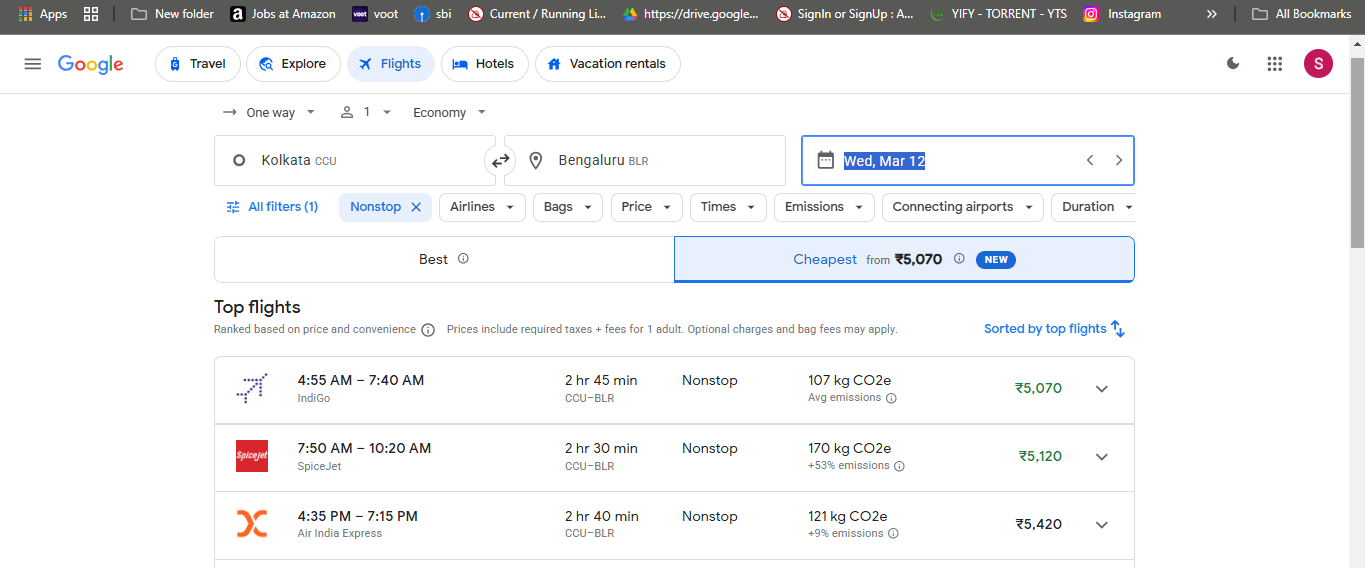 Apps New folder Jobs at Amazon voot voot sbi Current / Running Li... https://drive.google... SignIn or SignUp : A... YIFY - TORRENT - YTS Instagram » All Bookmarks
Google Travel Explore Flights Hotels Vacation rentals S
One way 1 Economy
Kolkata CCU Bengaluru BLR Wed, Mar 12
All filters (1) Nonstop Airlines Bags Price Times Emissions Connecting airports Duration
Best Cheapest from ₹5,070 NEW
Top flights
Ranked based on price and convenience Prices include required taxes + fees for 1 adult. Optional charges and bag fees may apply. Sorted by top flights
4:55 AM – 7:40 AM 2 hr 45 min Nonstop 107 kg CO2e ₹5,070
IndiGo CCU–BLR Avg emissions
7:50 AM – 10:20 AM 2 hr 30 min Nonstop 170 kg CO2e ₹5,120
SpiceJet SpiceJet CCU–BLR +53% emissions
4:35 PM – 7:15 PM 2 hr 40 min Nonstop 121 kg CO2e ₹5,420
Air India Express CCU–BLR +9% emissions